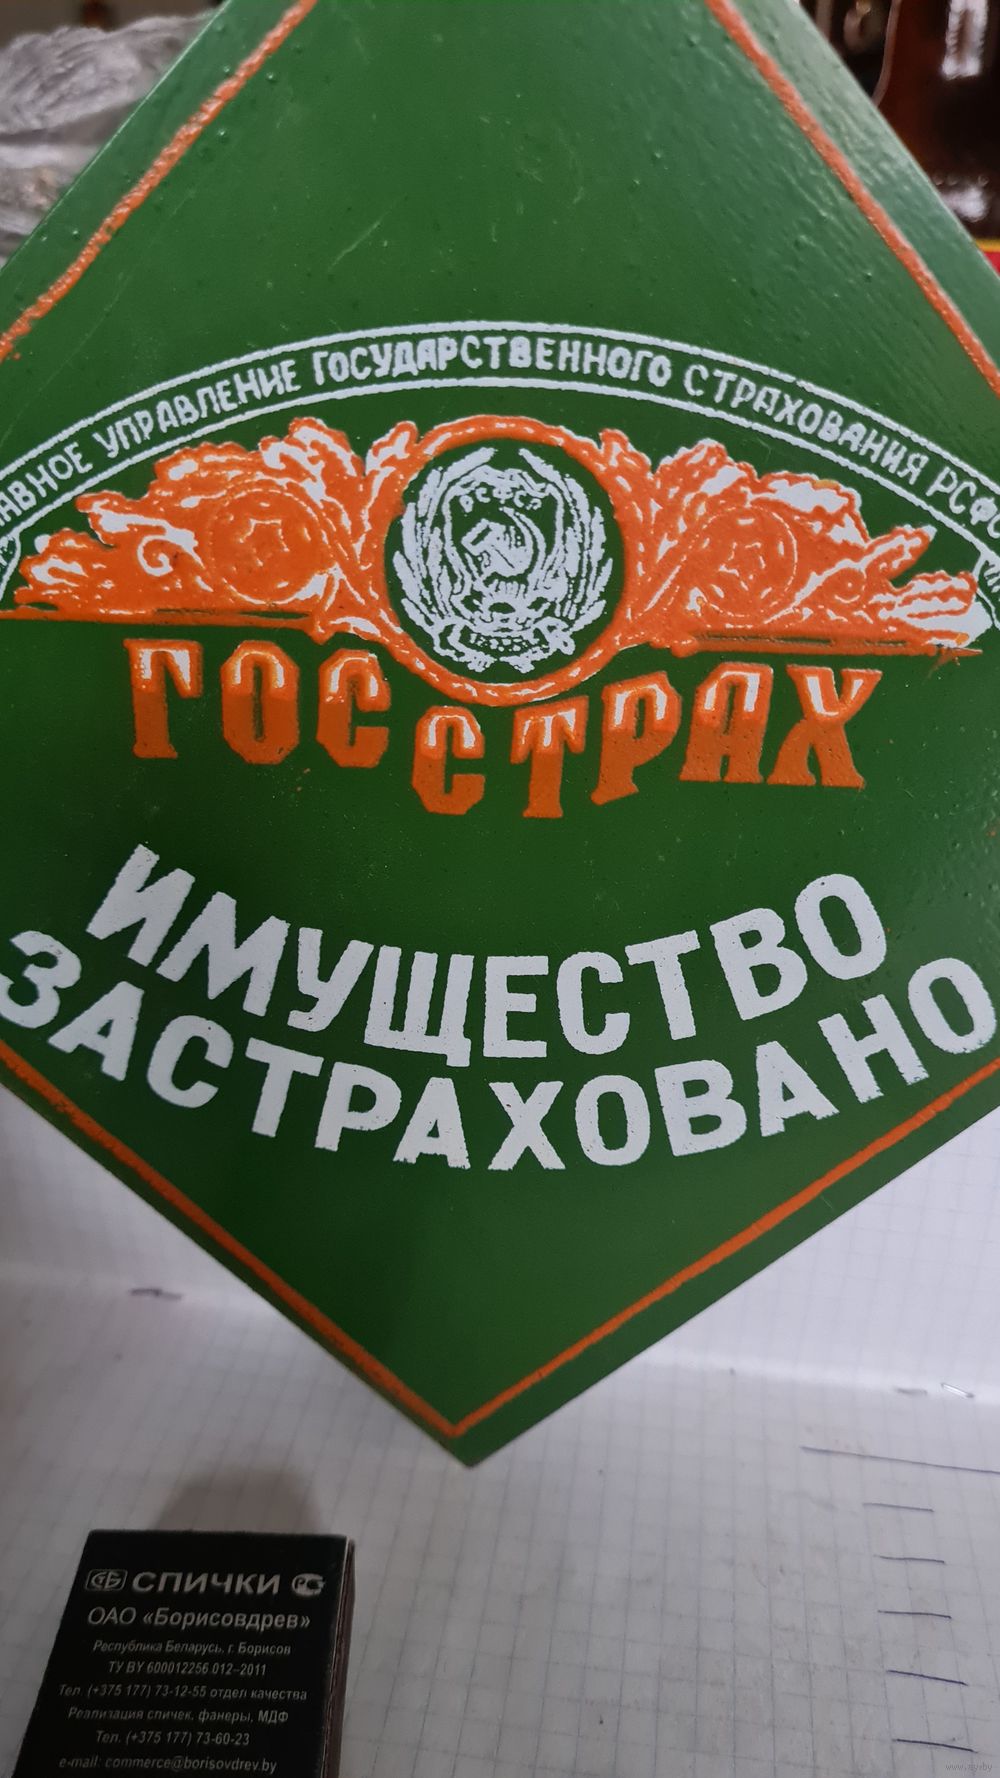 ГЛАВНОЕ УПРАВЛЕНИЕ ГОСУДАРСТВЕННОГО СТРАХОВАНИЯ РСФСР
РСФСР
ГОССТРАХ
ИМУЩЕСТВО
ЗАСТРАХОВАНО
СПИЧКИ
ОАО «Борисовдрев»
Республика Беларусь, г. Борисов
ТУ BY 600012256.012–2011
Тел. (+375 177) 73-12-55 отдел качества
Реализация спичек, фанеры, МДФ
Тел. (+375 177) 73-60-23
e-mail: commerce@borisovdrev.by